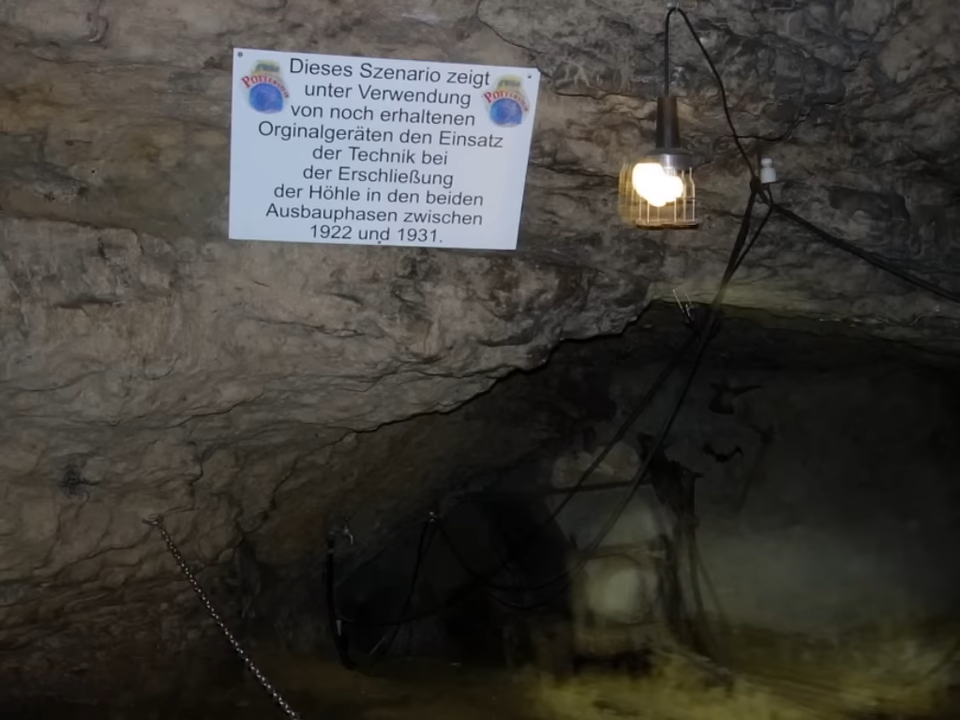 Dieses Szenario zeigt
unter Verwendung
von noch erhaltenen
Orginalgeräten den Einsatz
der Technik bei
der Erschließung
der Höhle in den beiden
Ausbauphasen zwischen
1922 und 1931.